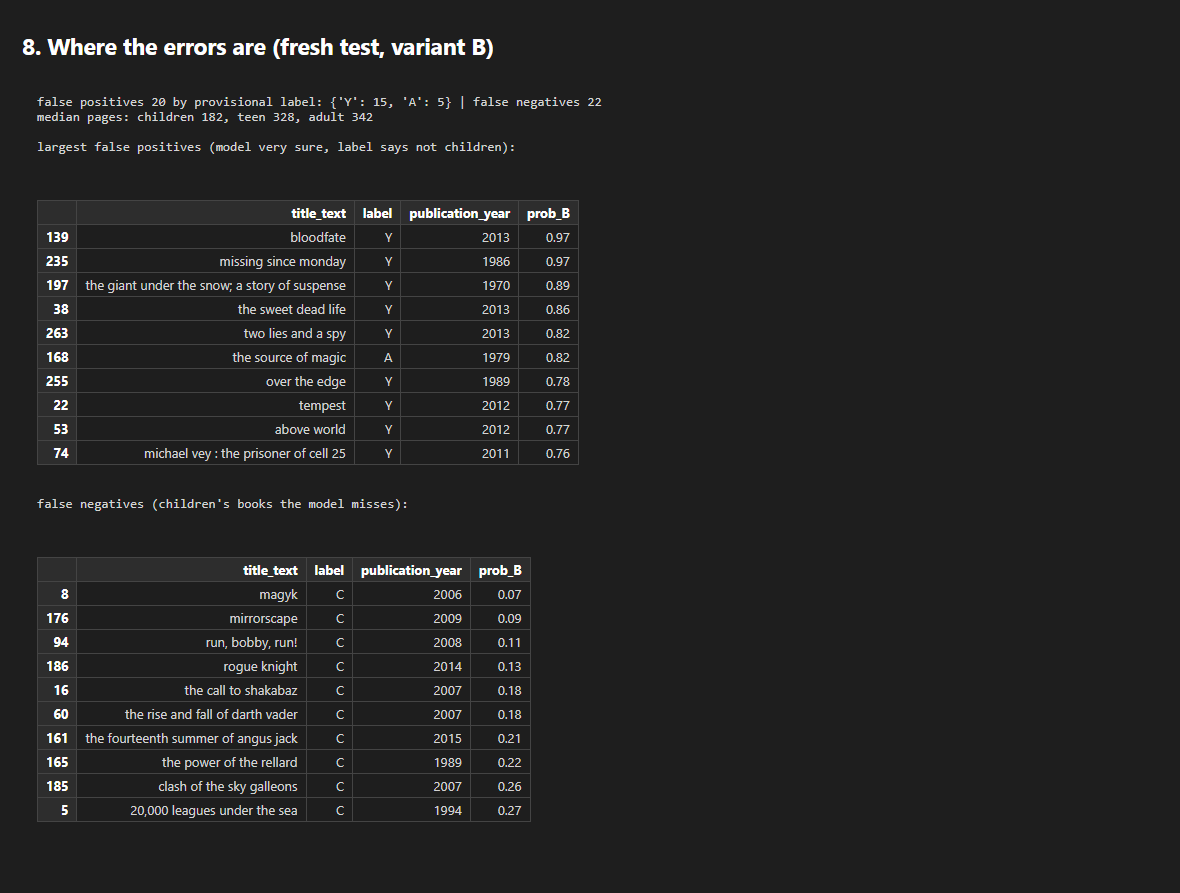 8. Where the errors are (fresh test, variant B)
false positives 20 by provisional label: {'Y': 15, 'A': 5} | false negatives 22
median pages: children 182, teen 328, adult 342
largest false positives (model very sure, label says not children):
title_text label publication_year prob_B
139 bloodfate Y 2013 0.97
235 missing since monday Y 1986 0.97
197 the giant under the snow; a story of suspense Y 1970 0.89
38 the sweet dead life Y 2013 0.86
263 two lies and a spy Y 2013 0.82
168 the source of magic A 1979 0.82
255 over the edge Y 1989 0.78
22 tempest Y 2012 0.77
53 above world Y 2012 0.77
74 michael vey : the prisoner of cell 25 Y 2011 0.76
false negatives (children's books the model misses):
title_text label publication_year prob_B
8 magyk C 2006 0.07
176 mirrorscape C 2009 0.09
94 run, bobby, run! C 2008 0.11
186 rogue knight C 2014 0.13
16 the call to shakabaz C 2007 0.18
60 the rise and fall of darth vader C 2007 0.18
161 the fourteenth summer of angus jack C 2015 0.21
165 the power of the rellard C 1989 0.22
185 clash of the sky galleons C 2007 0.26
5 20,000 leagues under the sea C 1994 0.27